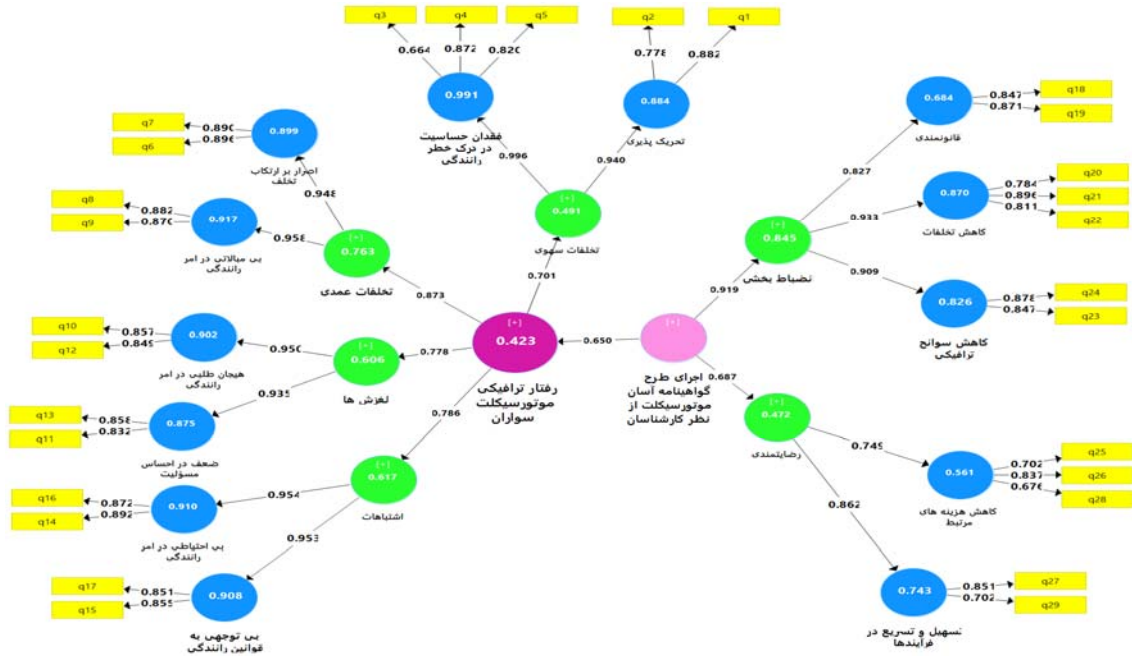 q3
q4
q5
q2
q1
0.664
0.872
0.820
0.778
0.882
0.991
فقدان حساسیت
در درک خطر
رانندگی
0.884
تحریک پذیری
q7
q6
0.890
0.896
0.899
اصرار بر ارتکاب
تخلف
0.996
0.940
q18
q19
0.847
0.871
0.684
قانونمندی
q8
q9
0.882
0.870
0.917
بی مبالاتی در امر
رانندگی
0.948
0.958
[+]
0.763
تخلفات عمدی
[+]
0.491
تخلفات سهوی
0.827
q20
q21
q22
0.784
0.896
0.811
0.870
کاهش تخلفات
0.933
[+]
0.845
نضباط بخشی
0.909
q24
q23
0.878
0.847
0.826
کاهش سوانح
ترافیکی
0.701
0.873
0.919
q10
q12
0.857
0.849
0.902
هیجان طلبی در امر
رانندگی
0.950
0.935
[+]
0.606
لغزش ها
0.778
[+]
0.423
رفتار ترافیکی
موتورسیکلت
سواران
0.650
[+]
اجرای طرح
گواهینامه آسان
موتورسیکلت از
نظر کارشناسان
0.687
[+]
0.472
رضایتمندی
q13
q11
0.858
0.832
0.875
ضعف در احساس
مسؤلیت
0.786
0.749
q25
q26
q28
0.702
0.837
0.676
0.561
کاهش هزینه های
مرتبط
q16
q14
0.872
0.892
0.910
بی احتیاطی در امر
رانندگی
0.954
0.953
[+]
0.617
اشتباهات
0.862
q17
q15
0.851
0.855
0.908
بی توجهی به
قوانین رانندگی
q27
q29
0.851
0.702
0.743
تسهیل و تسریع در
فرآیندها